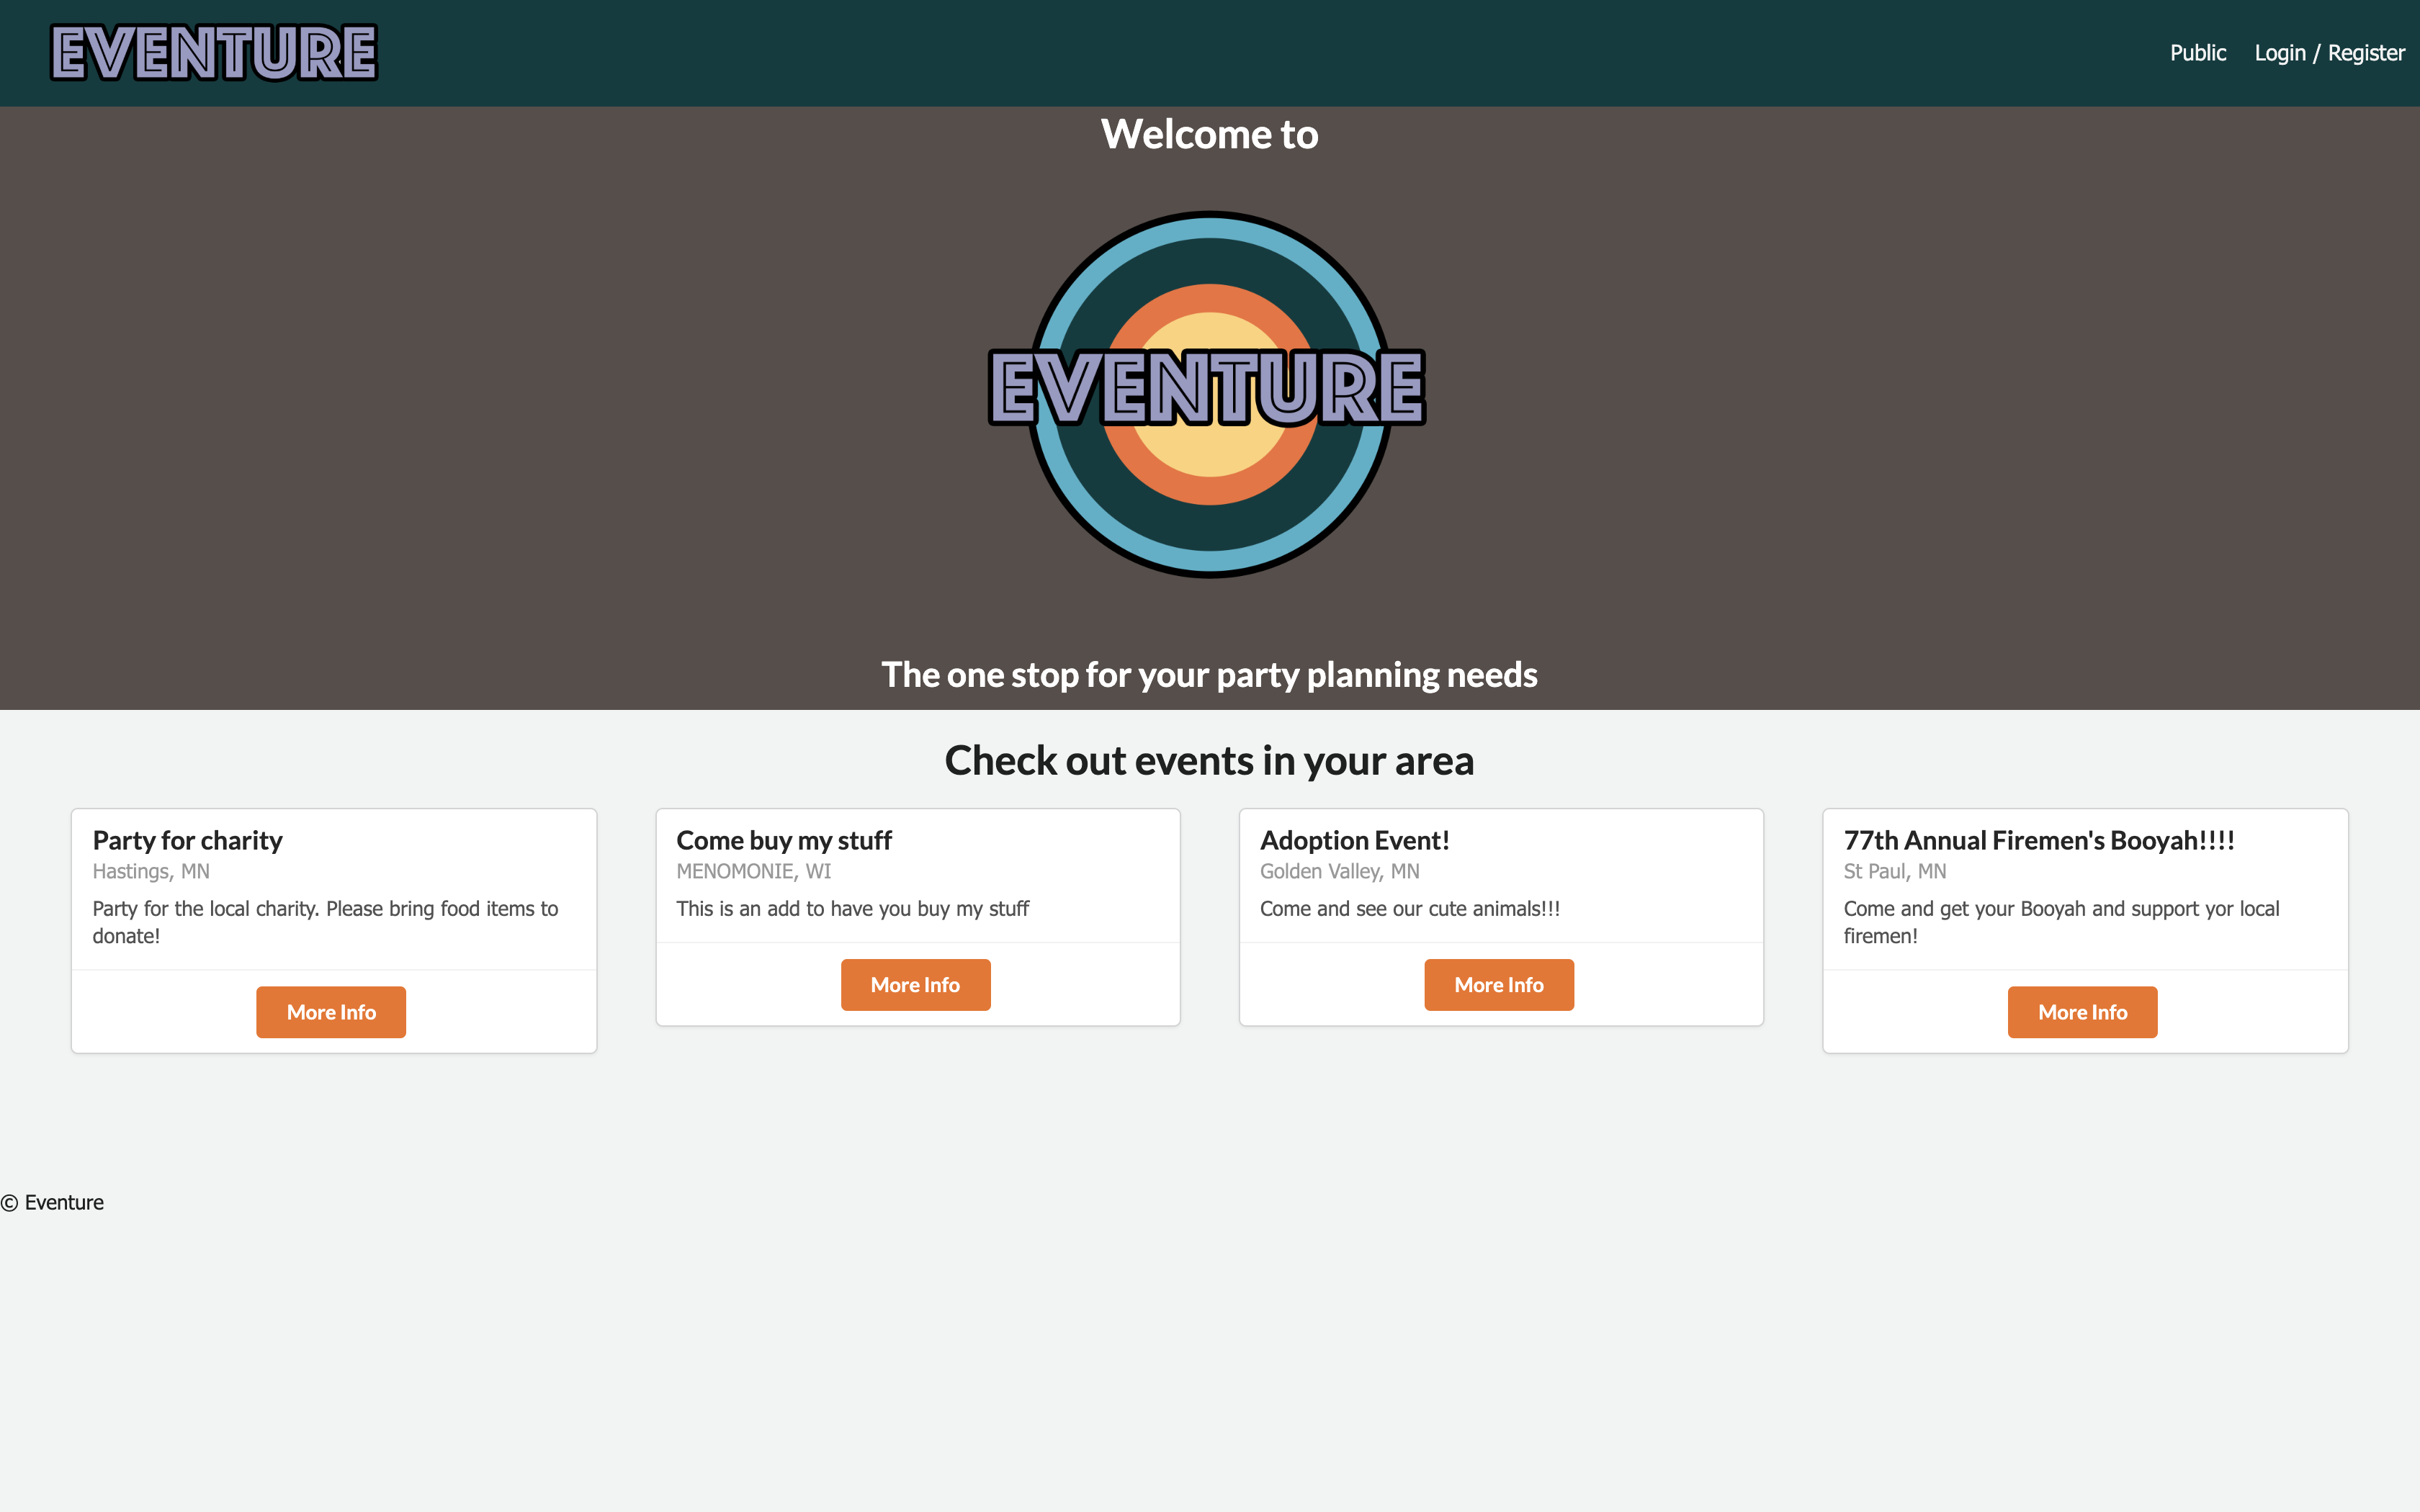 EVENTURE
Public
Login / Register
Welcome to
EVENTURE
The one stop for your party planning needs
Check out events in your area
Party for charity
Hastings, MN
Party for the local charity. Please bring food items to
donate!
More Info
Come buy my stuff
MENOMONIE, WI
This is an add to have you buy my stuff
More Info
Adoption Event!
Golden Valley, MN
Come and see our cute animals!!!
More Info
77th Annual Firemen's Booyah!!!!
St Paul, MN
Come and get your Booyah and support yor local
firemen!
More Info
© Eventure